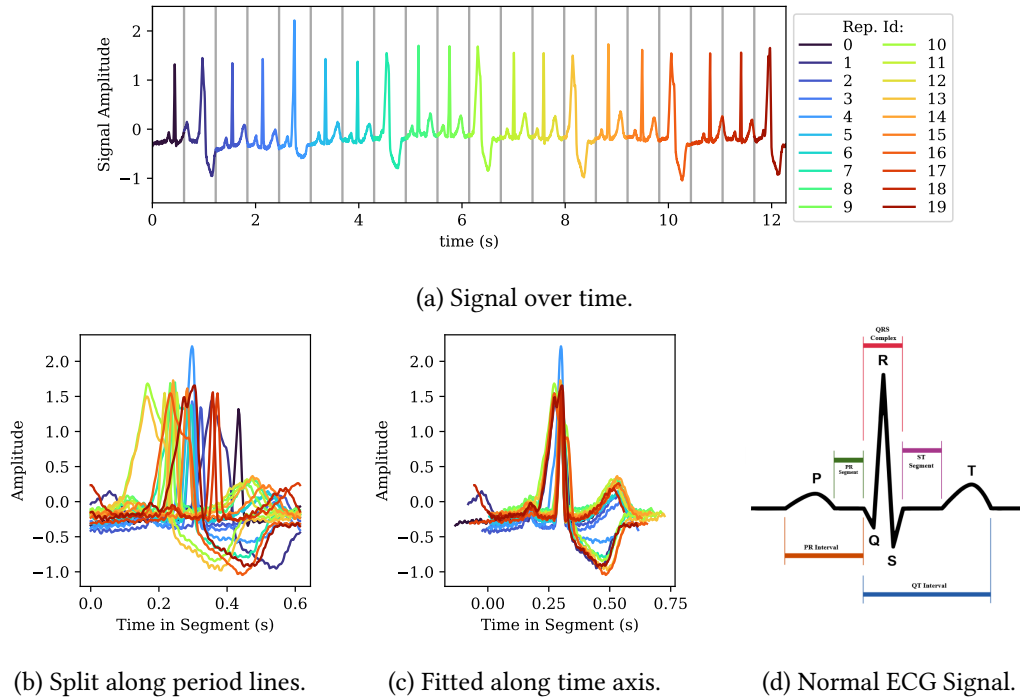 Signal Amplitude
2
1
0
−1
0
2
4
6
8
10
12
time (s)
Rep. Id:
0
1
2
3
4
5
6
7
8
9
10
11
12
13
14
15
16
17
18
19
(a) Signal over time.
Amplitude
2.0
1.5
1.0
0.5
0.0
−0.5
−1.0
0.0
0.2
0.4
0.6
Time in Segment (s)
(b) Split along period lines.
Amplitude
2.0
1.5
1.0
0.5
0.0
−0.5
−1.0
0.00
0.25
0.50
0.75
Time in Segment (s)
(c) Fitted along time axis.
QRS
Complex
R
PR
Segment
ST
Segment
P
T
Q
S
PR Interval
QT Interval
(d) Normal ECG Signal.